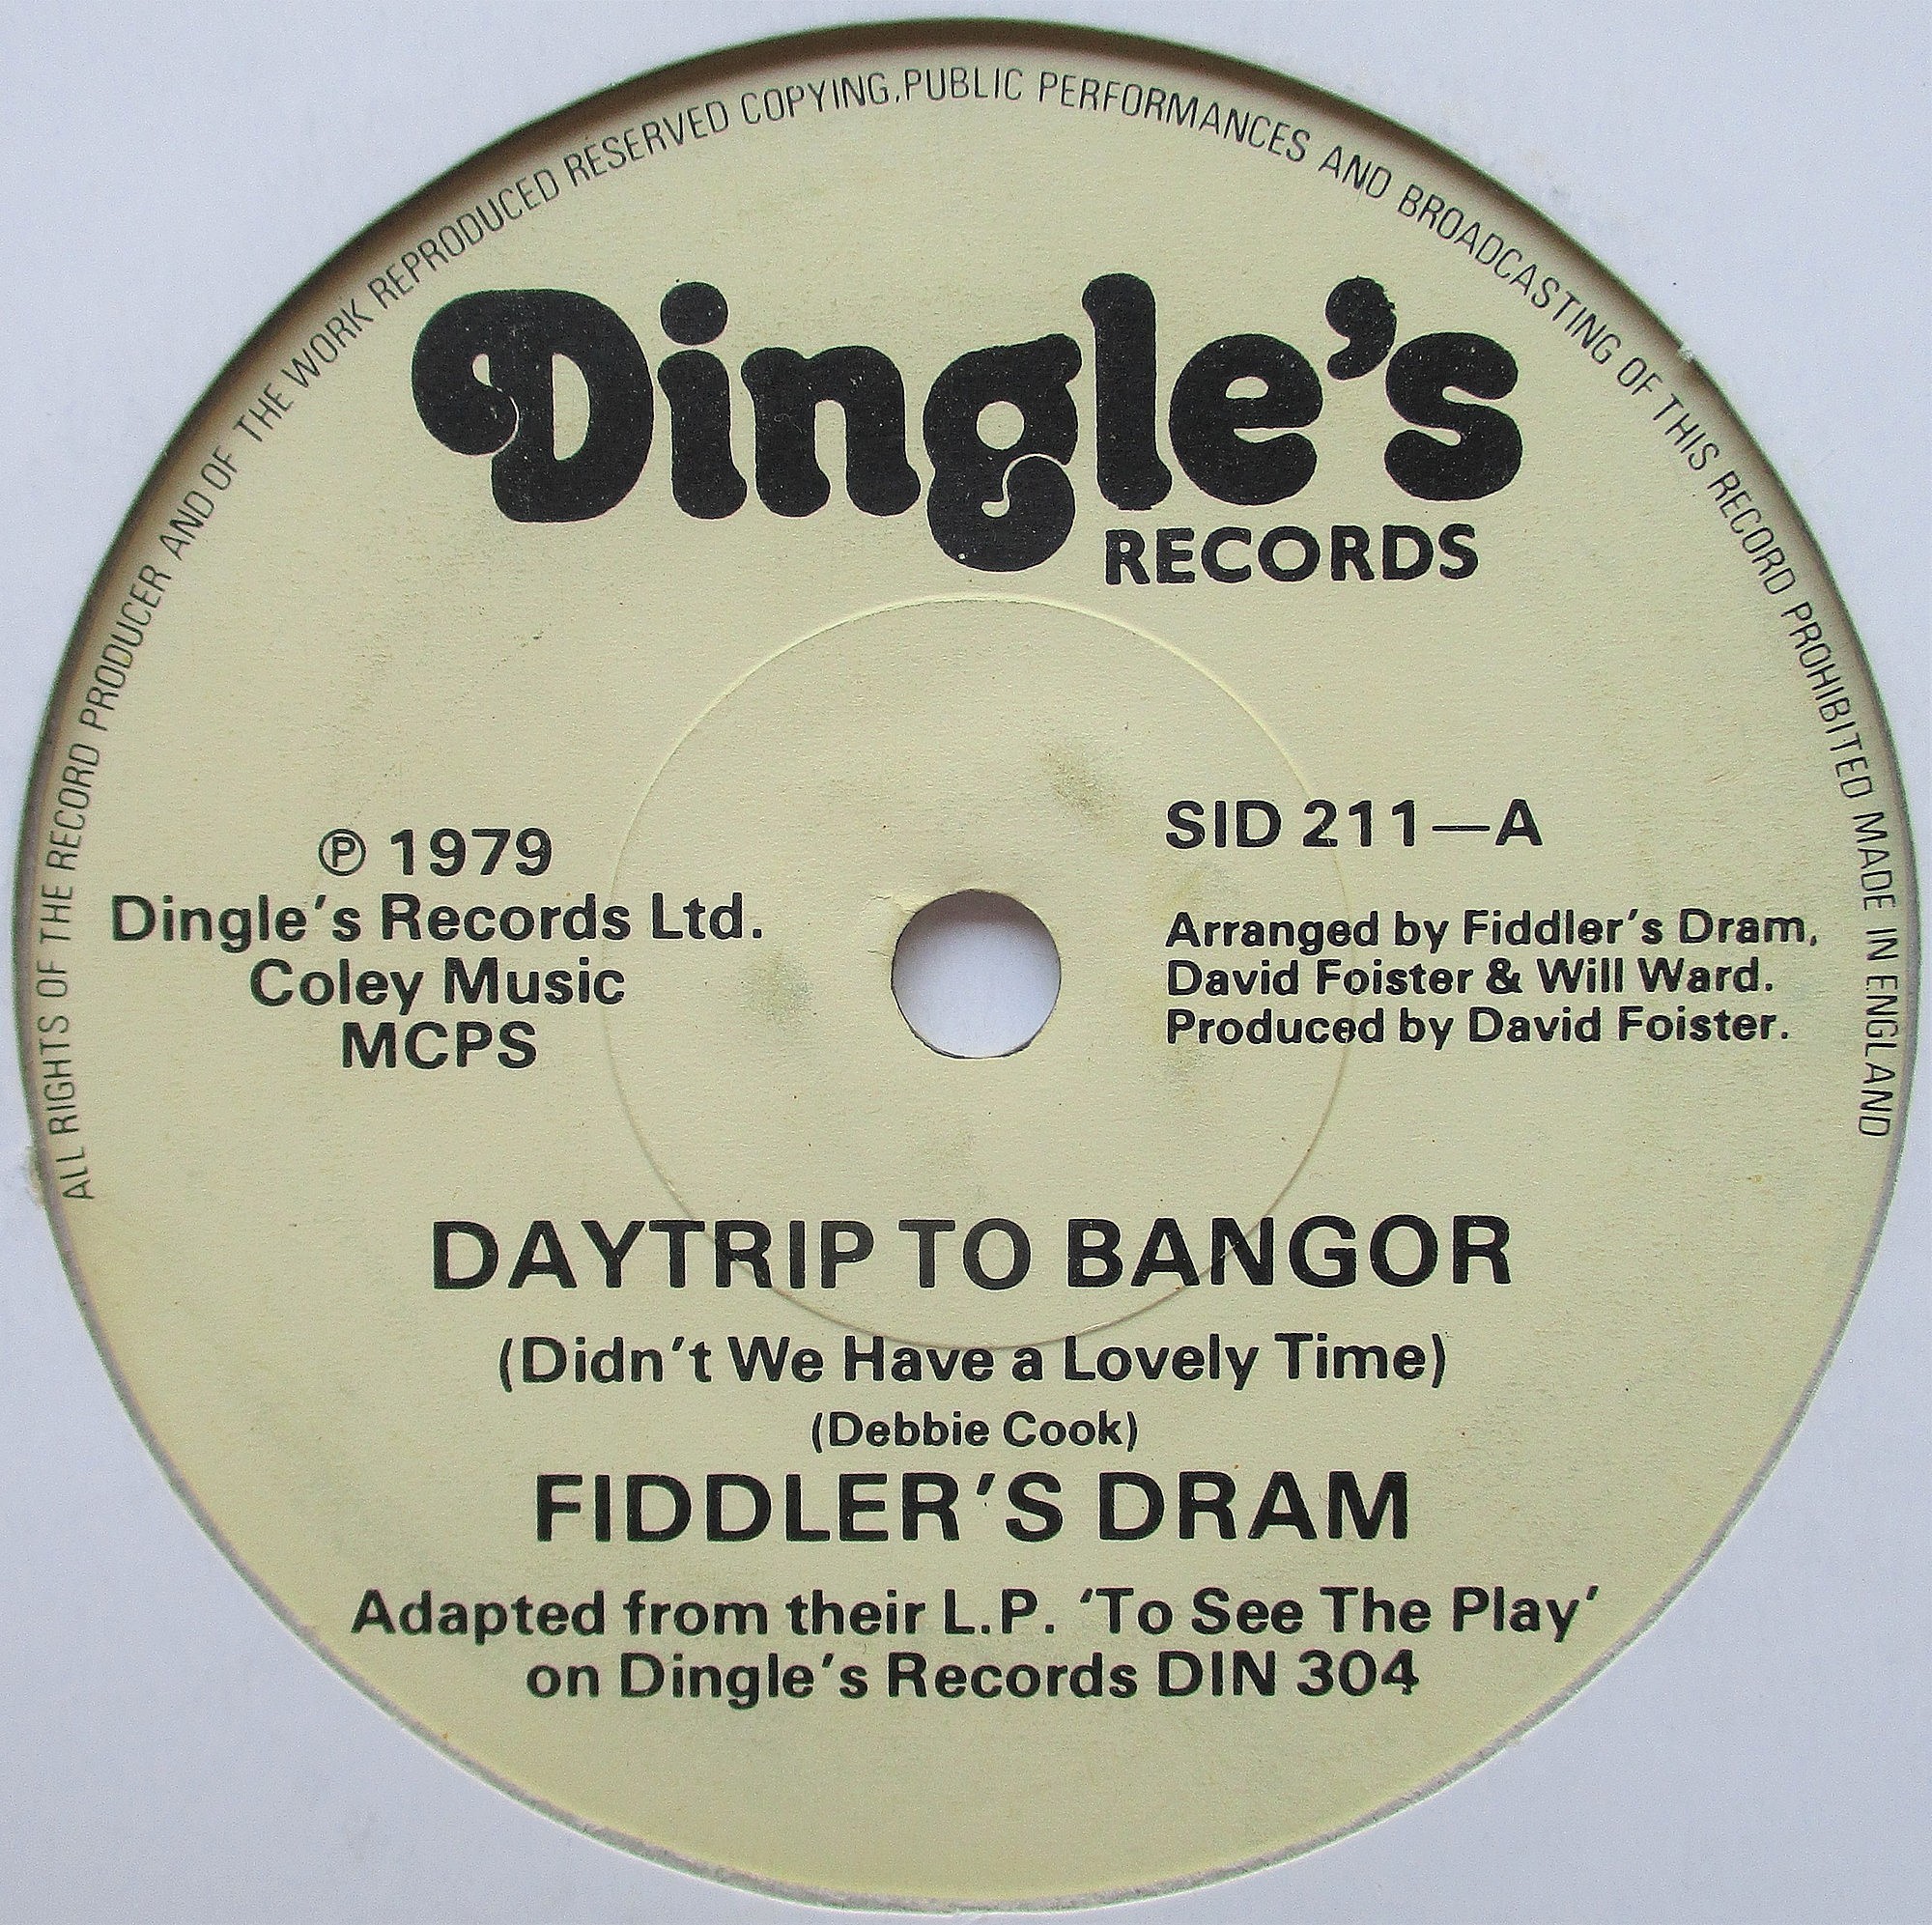 ALL RIGHTS OF THE RECORD PRODUCER AND OF THE WORK REPRODUCED RESERVED COPYING, PUBLIC PERFORMANCES AND BROADCASTING OF THIS RECORD PROHIBITED MADE IN ENGLAND
Dingle's
RECORDS
℗ 1979
Dingle's Records Ltd.
Coley Music
MCPS
SID 211—A
Arranged by Fiddler's Dram,
David Foister & Will Ward.
Produced by David Foister.
DAYTRIP TO BANGOR
(Didn't We Have a Lovely Time)
(Debbie Cook)
FIDDLER'S DRAM
Adapted from their L.P. 'To See The Play'
on Dingle's Records DIN 304